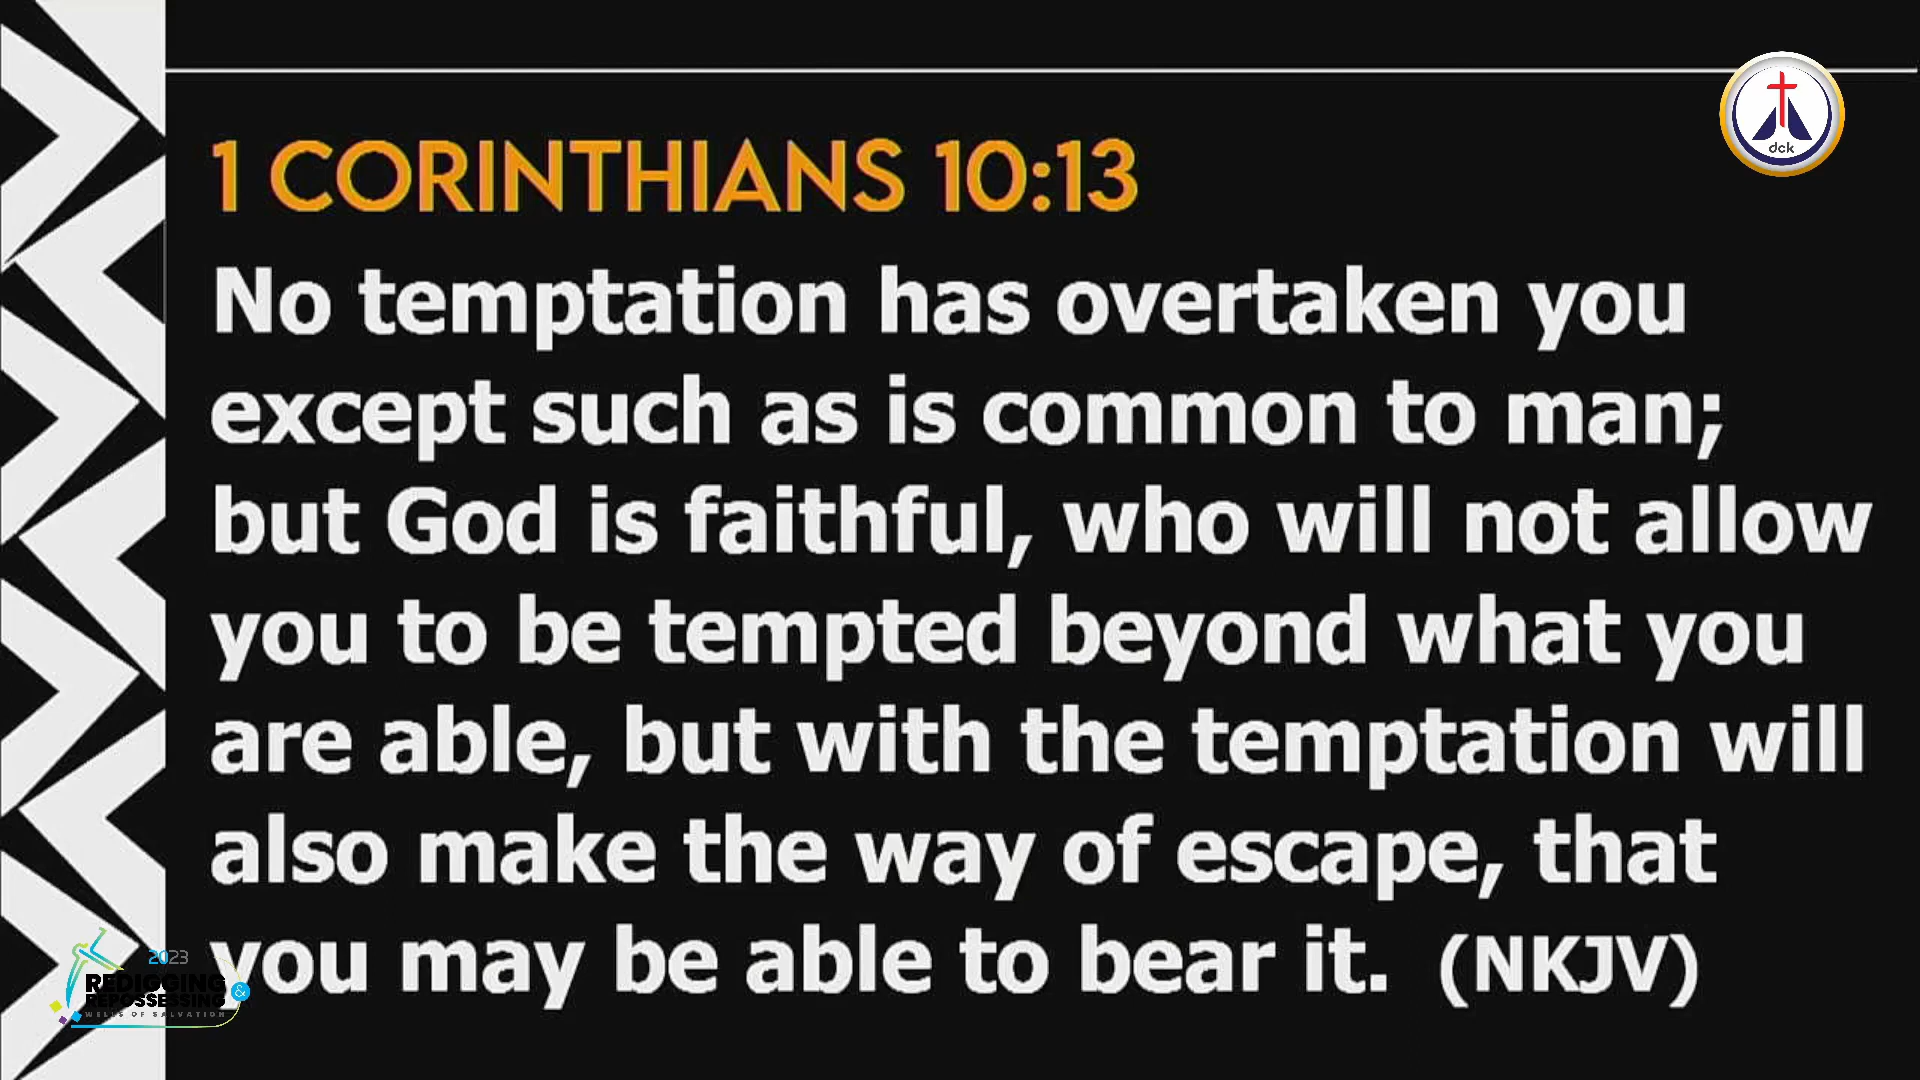 dck
1 CORINTHIANS 10:13
No temptation has overtaken you
except such as is common to man;
but God is faithful, who will not allow
you to be tempted beyond what you
are able, but with the temptation will
also make the way of escape, that
you may be able to bear it. (NKJV)
2023
REDIGGING &
REPOSSESSING
WELLS OF SALVATION